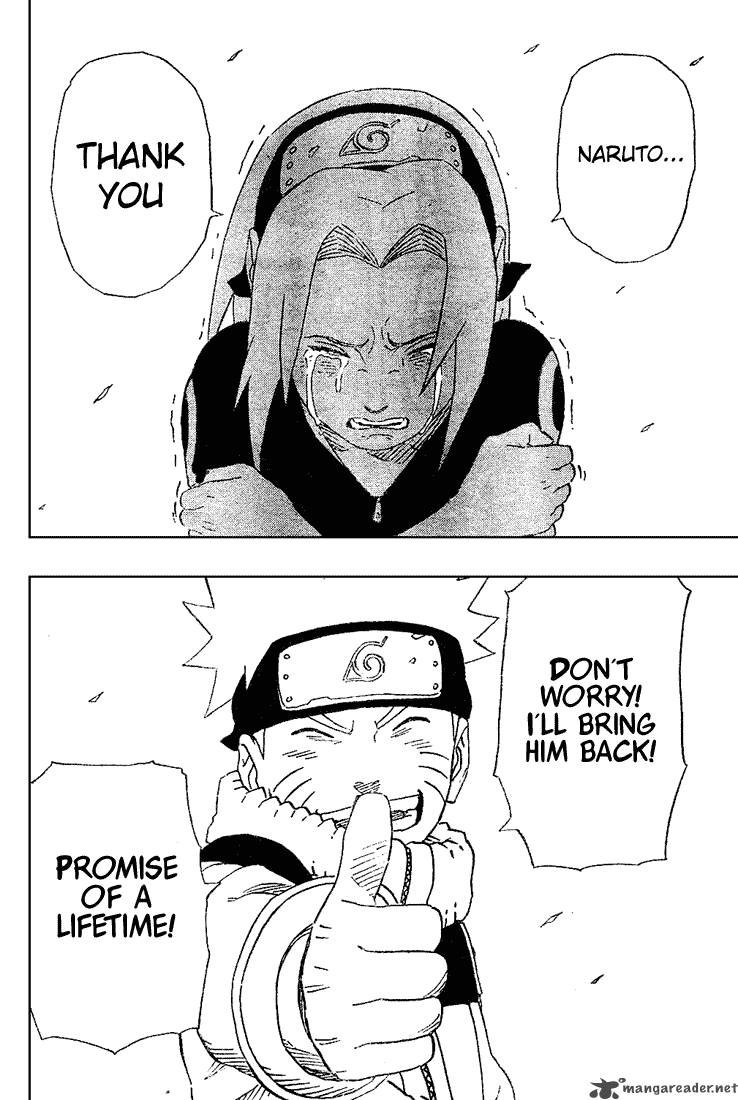 NARUTO...
THANK
YOU
DON'T
WORRY!
I'LL BRING
HIM BACK!
PROMISE
OF A
LIFETIME!
mangareader.net